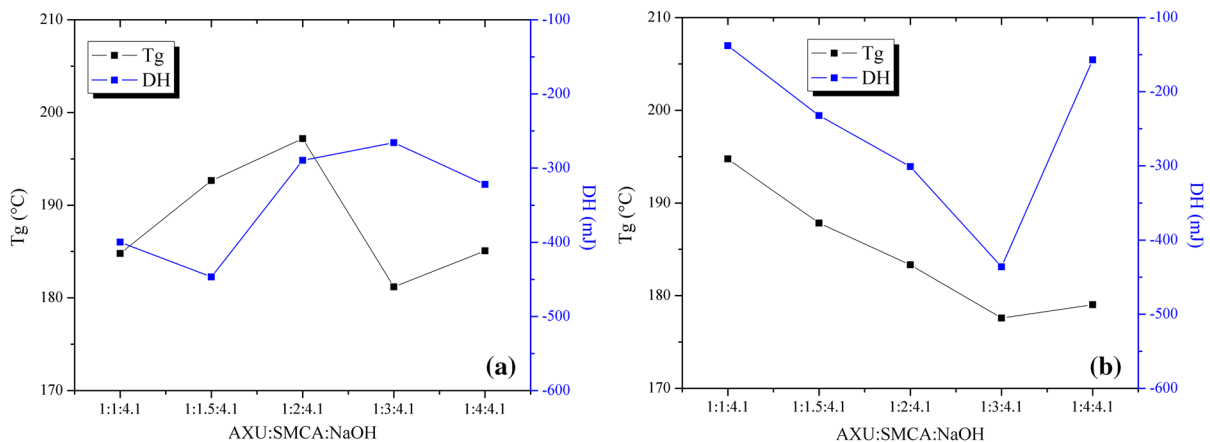 210
200
190
180
170
Tg (°C)
Tg
DH
-100
-200
-300
-400
-500
-600
DH (mJ)
(a)
1:1:4.1
1:1.5:4.1
1:2:4.1
1:3:4.1
1:4:4.1
AXU:SMCA:NaOH
210
200
190
180
170
Tg (°C)
Tg
DH
-100
-200
-300
-400
-500
-600
DH (mJ)
(b)
1:1:4.1
1:1.5:4.1
1:2:4.1
1:3:4.1
1:4:4.1
AXU:SMCA:NaOH